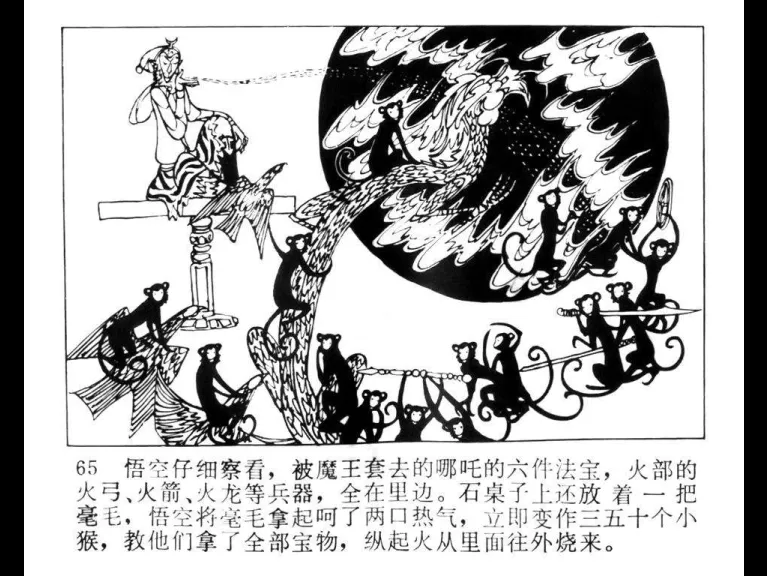 65 悟空仔细察看，被魔王套去的哪吒的六件法宝，火部的
火弓、火箭、火龙等兵器，全在里边。石桌子上还放着一把
毫毛，悟空将毫毛拿起呵了两口热气，立即变作三五十个小
猴，教他们拿了全部宝物，纵起火从里面往外烧来。